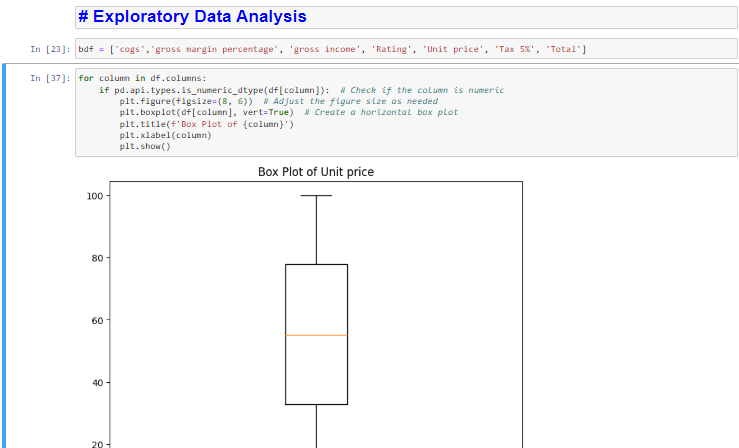 # Exploratory Data Analysis
In [23]: bdf = ['cogs','gross margin percentage', 'gross income', 'Rating', 'Unit price', 'Tax 5%', 'Total']
In [37]: for column in df.columns:
    if pd.api.types.is_numeric_dtype(df[column]):  # Check if the column is numeric
        plt.figure(figsize=(8, 6))  # Adjust the figure size as needed
        plt.boxplot(df[column], vert=True)  # Create a horizontal box plot
        plt.title(f'Box Plot of {column}')
        plt.xlabel(column)
        plt.show()
Box Plot of Unit price
100
80
60
40
20